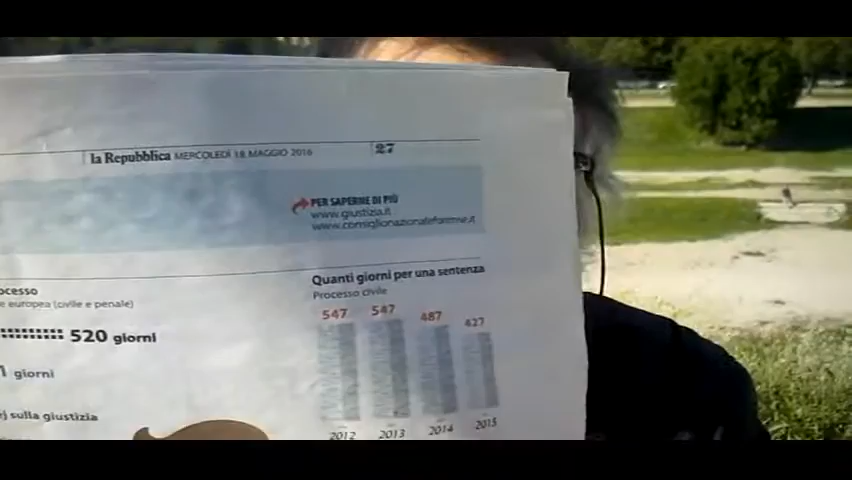 la Repubblica MERCOLEDÌ 18 MAGGIO 2016 27
PER SAPERNE DI PIÙ
www.giustizia.it
www.consiglionazionaleforense.it
ocesso
e europea (civile e penale)
520 giorni
giorni
sulla giustizia
Quanti giorni per una sentenza
Processo civile
547 547 487 427
2012 2013 2014 2015